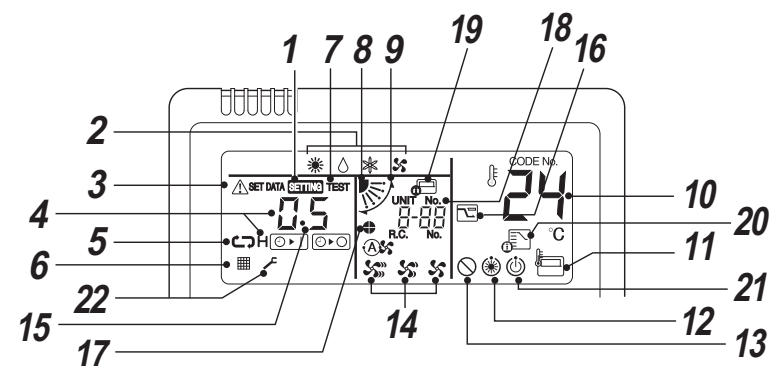 1 7 8 9 19 18 16
2
3
4
5
6
22
15
17
CODE No.
SET DATA SETTING TEST
UNIT No.
24
0.5
8-88
R.C. No.
°C
H
A
14
10
20
11
21
12
13